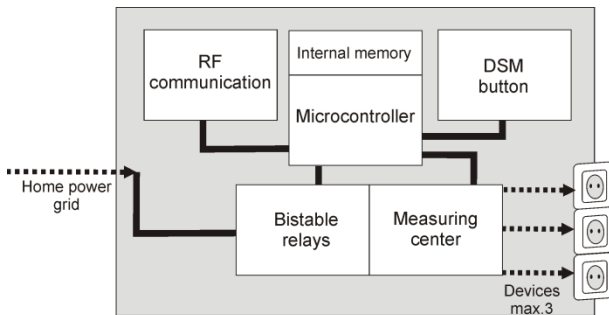 RF
communication
Internal memory
Microcontroller
DSM
button
Home power
grid
Bistable
relays
Measuring
center
Devices
max.3